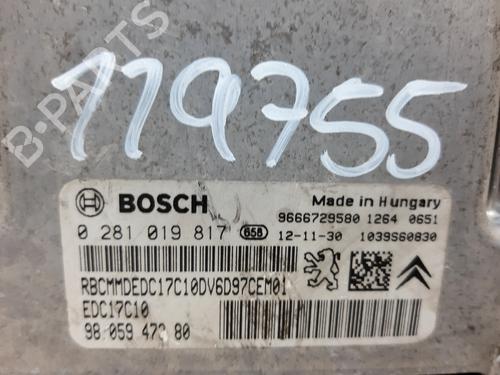 B-PARTS
119755
BOSCH
Made in Hungary
0 281 019 817 658
9666729580 1264 0651
12-11-30 1039S60830
RBCMMDEDC17C10DV6D97CEM01
EDC17C10
98 059 473 80